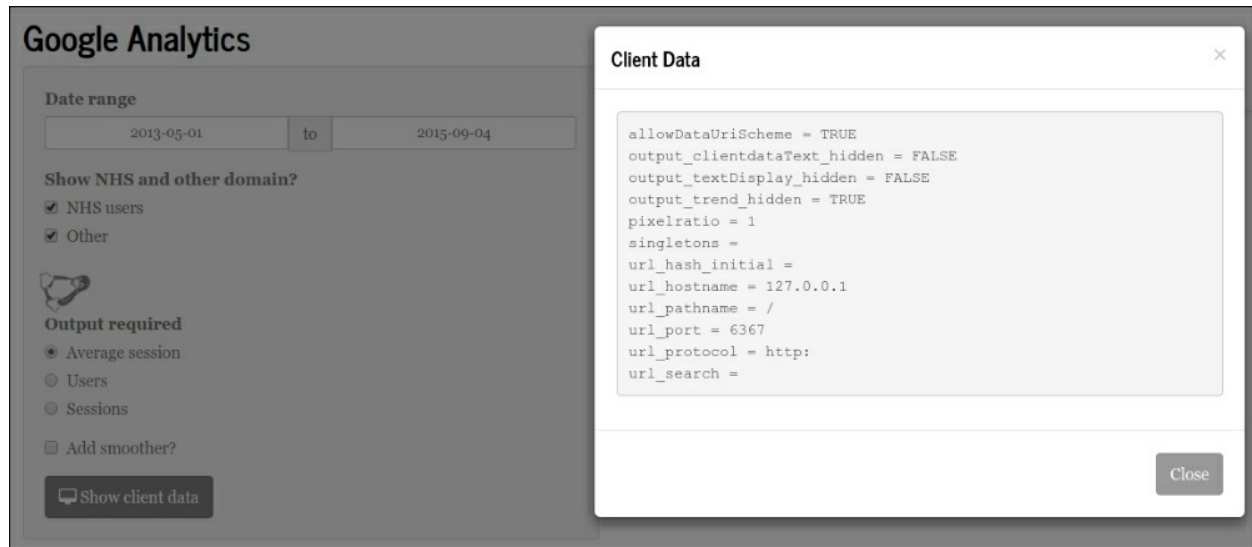 Google Analytics
Date range
2013-05-01 to 2015-09-04
Show NHS and other domain?
NHS users
Other
Output required
Average session
Users
Sessions
Add smoother?
Show client data
Client Data
×
allowDataUriScheme = TRUE
output_clientdataText_hidden = FALSE
output_textDisplay_hidden = FALSE
output_trend_hidden = TRUE
pixelratio = 1
singletons =
url_hash_initial =
url_hostname = 127.0.0.1
url_pathname = /
url_port = 6367
url_protocol = http:
url_search =
Close